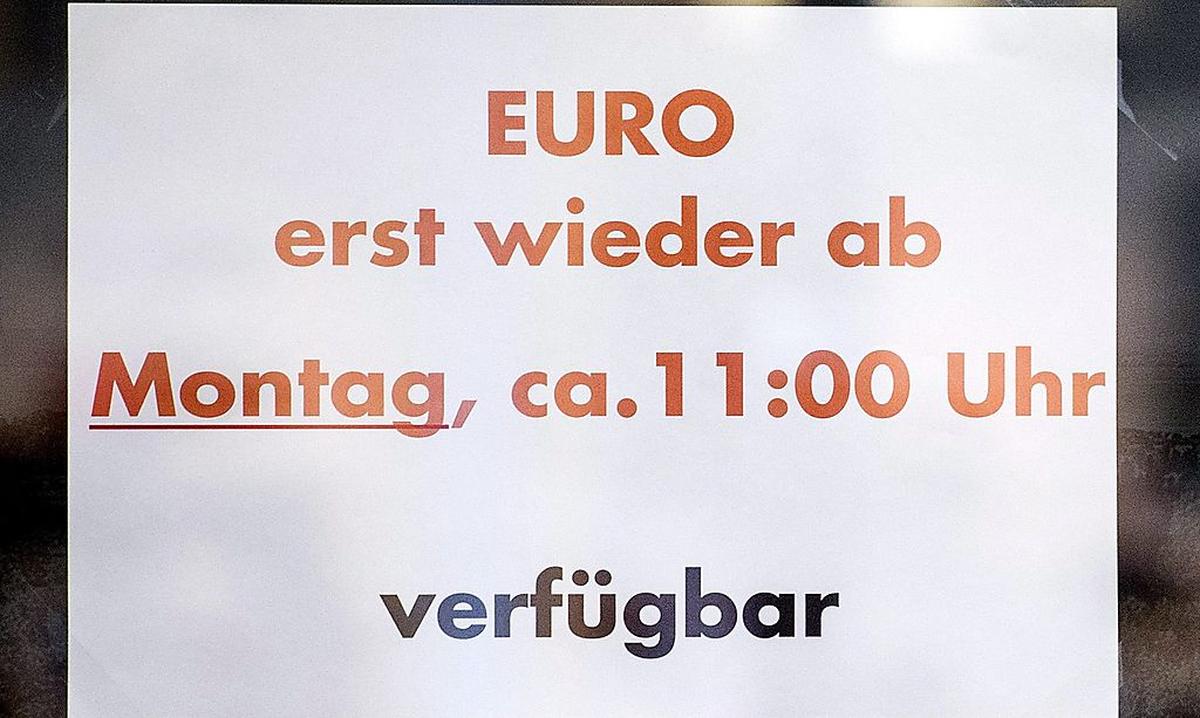 EURO
erst wieder ab
Montag, ca.11:00 Uhr
verfügbar